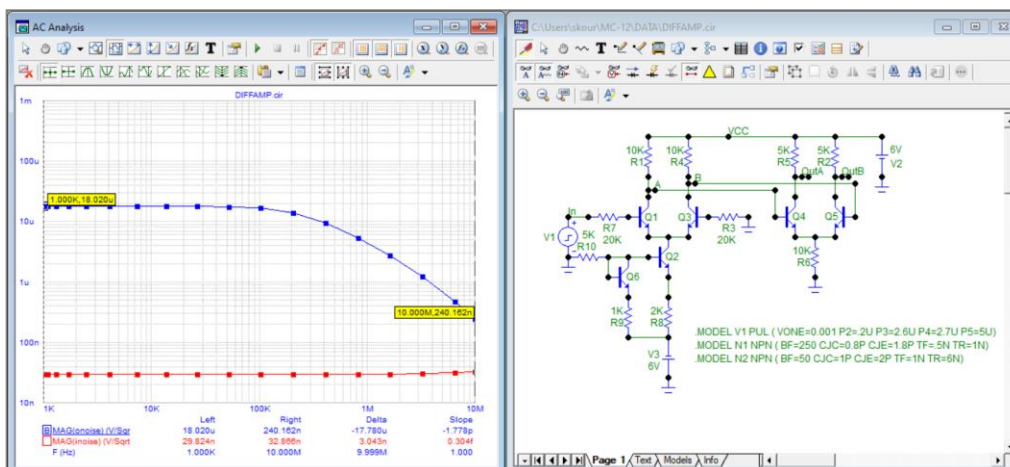 AC Analysis
DIFFAMP.cir
1m
100u
10u
1u
100n
10n
1.000K,18.020u
10.000M,240.162n
1K 10K 100K 1M 10M
Left Right Delta Slope
MAG(onoise) (V/Sqr 18.020u 240.162n -17.780u -1.778p
MAG(inoise) (V/Sqrt 29.824n 32.866n 3.043n 0.304f
F (Hz) 1.000K 10.000M 9.999M 1.000
C:\Users\skour\MC-12\DATA\DIFFAMP.cir
VCC
10K
R1
10K
R4
5K
R5
5K
R2
6V
V2
OutA
OutB
A
B
In
V1
R7
20K
Q1
Q3
R3
20K
Q4
Q5
5K
R10
Q2
10K
R6
Q6
1K
R9
2K
R8
V3
6V
.MODEL V1 PUL ( VONE=0.001 P2=.2U P3=2.6U P4=2.7U P5=5U)
.MODEL N1 NPN ( BF=250 CJC=0.8P CJE=1.8P TF=.5N TR=1N)
.MODEL N2 NPN ( BF=50 CJC=1P CJE=2P TF=1N TR=6N)
Page 1 Text Models Info